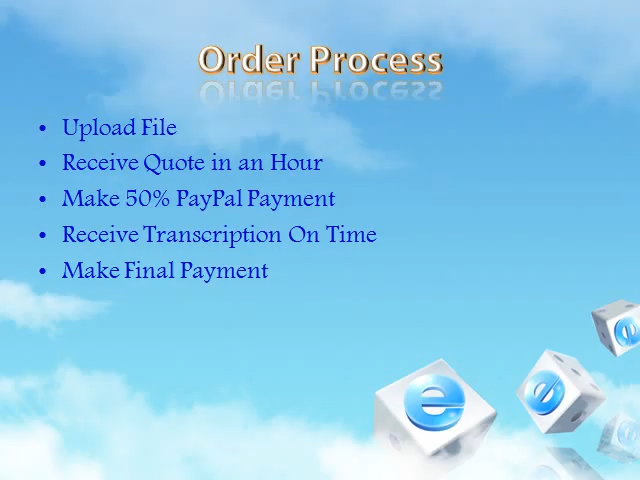 Order Process
• Upload File
• Receive Quote in an Hour
• Make 50% PayPal Payment
• Receive Transcription On Time
• Make Final Payment
e
e
e